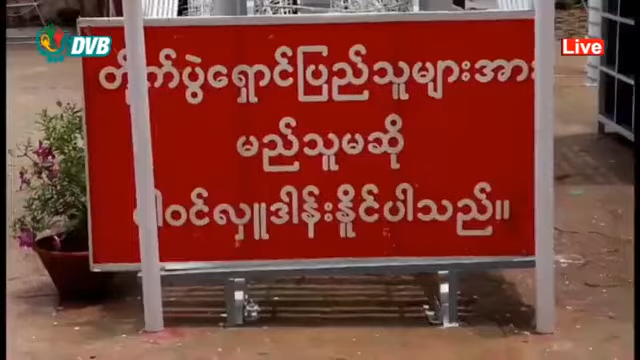 DVB
Live
တိုက်ပွဲရှောင်ပြည်သူများအား
မည်သူမဆို
ပါဝင်လှူဒါန်းနိုင်ပါသည်။